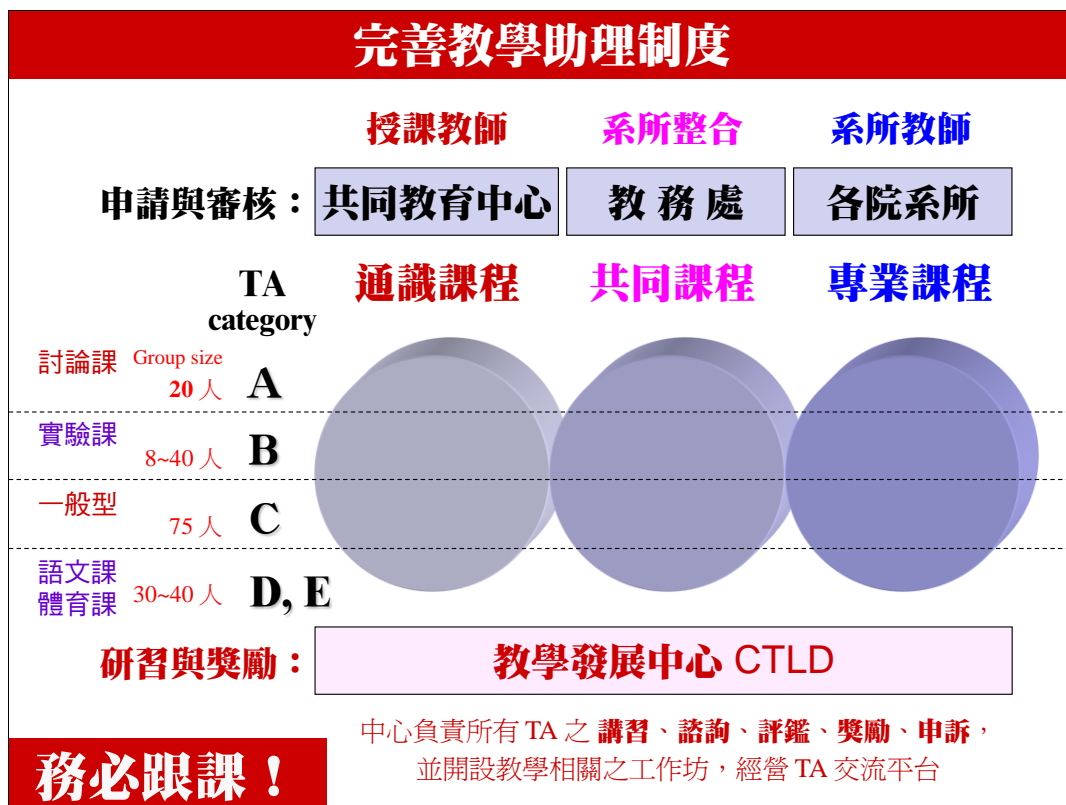 完善教學助理制度
授課教師 系所整合 系所教師
申請與審核： 共同教育中心 教務處 各院系所
TA category 通識課程 共同課程 專業課程
討論課 Group size 20 人 A
實驗課 8~40 人 B
一般型 75 人 C
語文課 體育課 30~40 人 D, E
研習與獎勵： 教學發展中心 CTLD
中心負責所有 TA 之 講習、諮詢、評鑑、獎勵、申訴，
並開設教學相關之工作坊，經營 TA 交流平台
務必跟課！